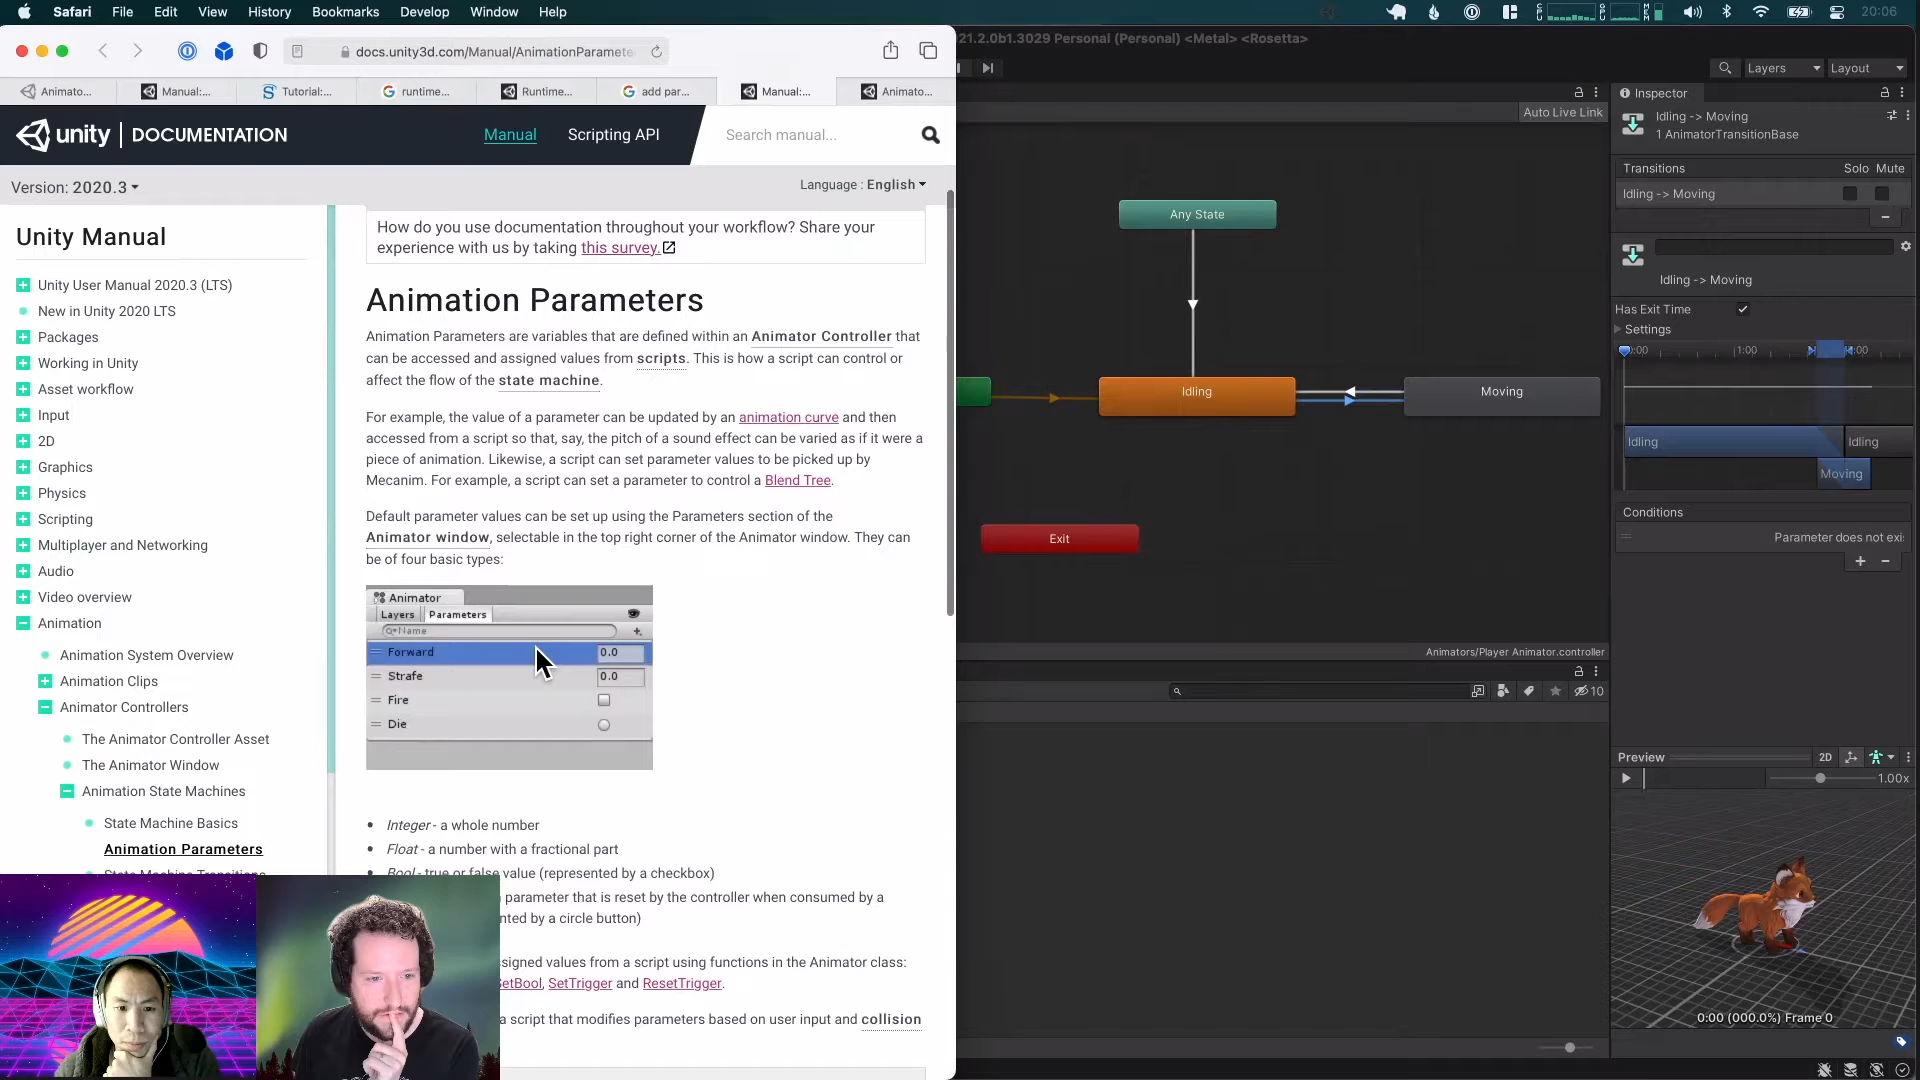 Safari File Edit View History Bookmarks Develop Window Help
20:06
docs.unity3d.com/Manual/AnimationParamete
21.2.0b1.3029 Personal (Personal) <Metal> <Rosetta>
Animato... Manual:... Tutorial:... runtime... Runtime... add par... Manual:... Animato...
Layers Layout
unity DOCUMENTATION
Manual Scripting API
Search manual...
Version: 2020.3
Language : English
Unity Manual
Unity User Manual 2020.3 (LTS)
New in Unity 2020 LTS
Packages
Working in Unity
Asset workflow
Input
2D
Graphics
Physics
Scripting
Multiplayer and Networking
Audio
Video overview
Animation
Animation System Overview
Animation Clips
Animator Controllers
The Animator Controller Asset
The Animator Window
Animation State Machines
State Machine Basics
Animation Parameters
State Machine Transitions
How do you use documentation throughout your workflow? Share your
experience with us by taking this survey.
Animation Parameters
Animation Parameters are variables that are defined within an Animator Controller that
can be accessed and assigned values from scripts. This is how a script can control or
affect the flow of the state machine.
For example, the value of a parameter can be updated by an animation curve and then
accessed from a script so that, say, the pitch of a sound effect can be varied as if it were a
piece of animation. Likewise, a script can set parameter values to be picked up by
Mecanim. For example, a script can set a parameter to control a Blend Tree.
Default parameter values can be set up using the Parameters section of the
Animator window, selectable in the top right corner of the Animator window. They can
be of four basic types:
Animator
Layers Parameters
Name
Forward 0.0
Strafe 0.0
Fire
Die
Integer - a whole number
Float - a number with a fractional part
Bool - true or false value (represented by a checkbox)
parameter that is reset by the controller when consumed by a
nted by a circle button)
signed values from a script using functions in the Animator class:
SetBool, SetTrigger and ResetTrigger.
a script that modifies parameters based on user input and collision
Auto Live Link
Any State
Idling
Moving
Exit
Animators/Player Animator.controller
10
Inspector
Idling -> Moving
1 AnimatorTransitionBase
Transitions Solo Mute
Idling -> Moving
Idling -> Moving
Has Exit Time
Settings
0:00 1:00 :00
Idling Idling
Moving
Conditions
Parameter does not exi
Preview 2D
1.00x
0:00 (000.0%) Frame 0